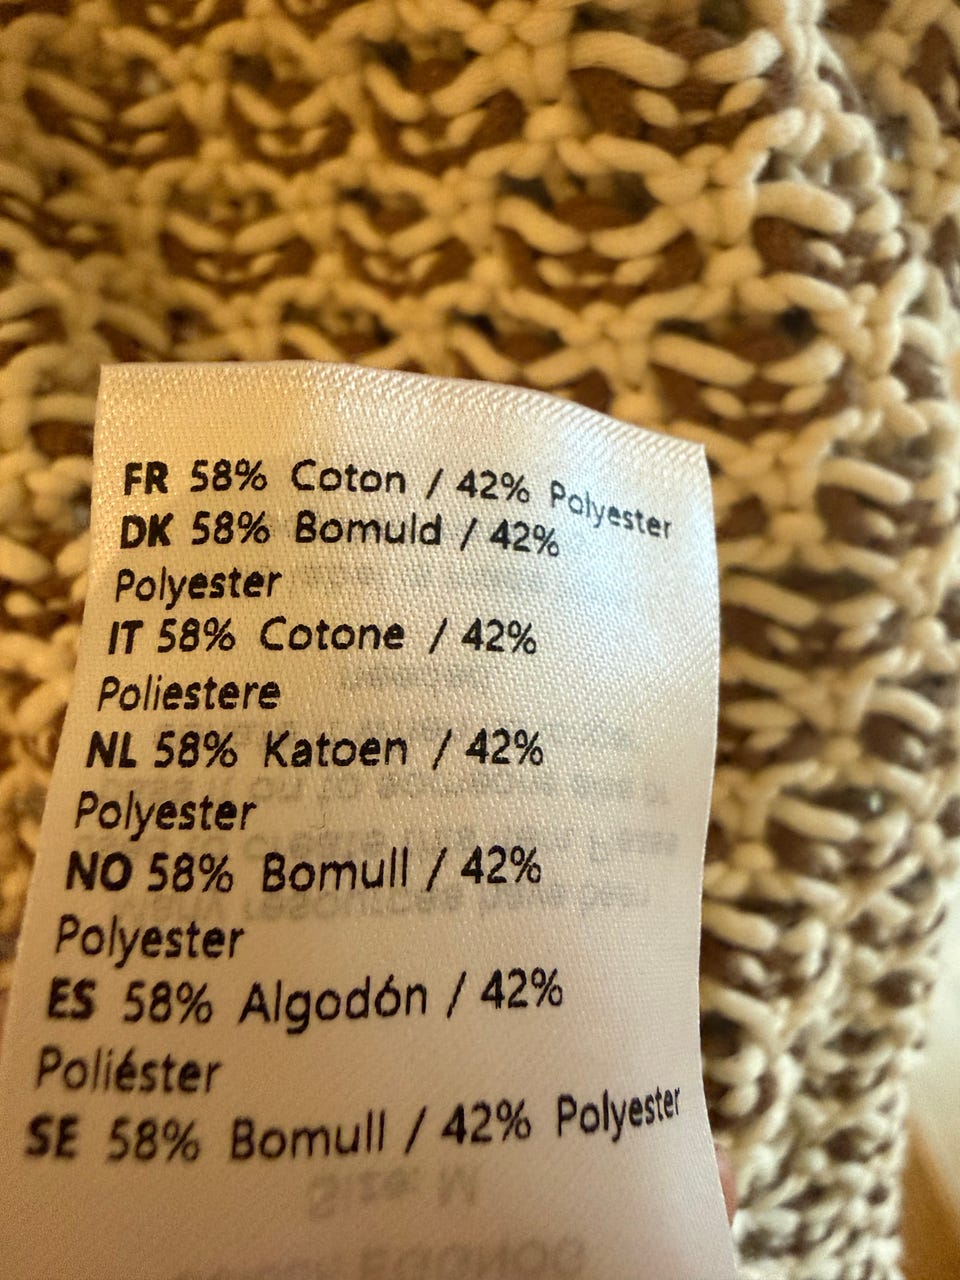 FR 58% Coton / 42% Polyester
DK 58% Bomuld / 42%
Polyester
IT 58% Cotone / 42%
Poliestere
NL 58% Katoen / 42%
Polyester
NO 58% Bomull / 42%
Polyester
ES 58% Algodón / 42%
Poliéster
SE 58% Bomull / 42% Polyester
Size: M